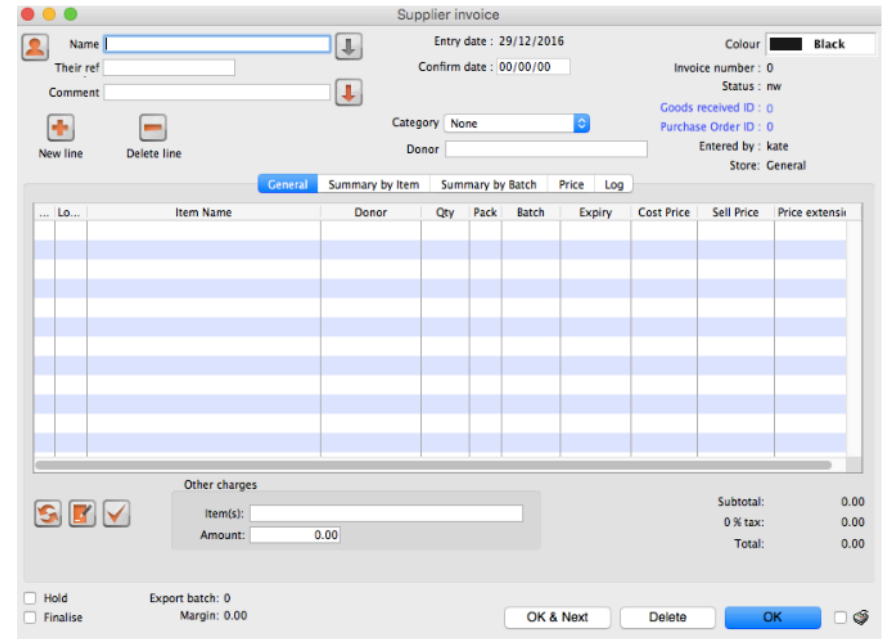 Supplier invoice
Name
Entry date : 29/12/2016
Colour Black
Their ref
Confirm date : 00/00/00
Invoice number : 0
Comment
Status : nw
Goods received ID : 0
Category None
Purchase Order ID : 0
New line Delete line
Donor
Entered by : kate
Store: General
General Summary by Item Summary by Batch Price Log
... Lo... Item Name Donor Qty Pack Batch Expiry Cost Price Sell Price Price extensi
Other charges
Item(s):
Amount: 0.00
Subtotal: 0.00
0 % tax: 0.00
Total: 0.00
Hold Export batch: 0
Finalise Margin: 0.00
OK & Next Delete OK